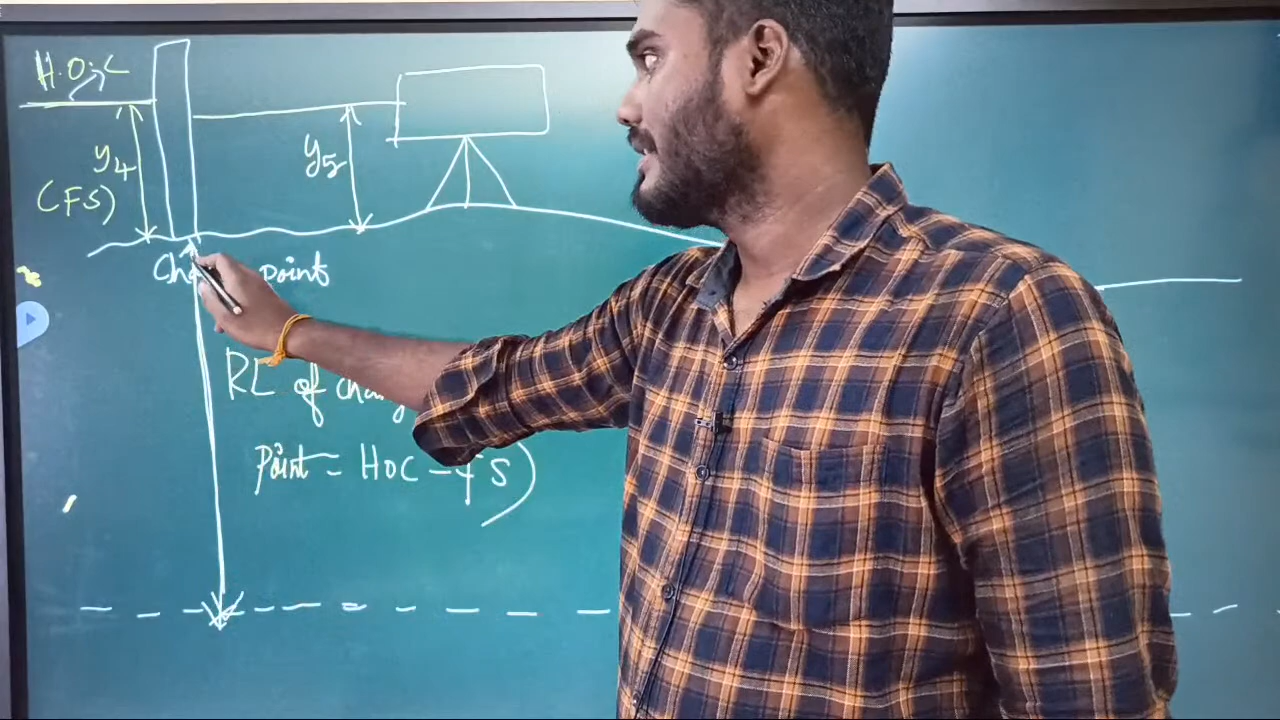 H.O.C
y4
(FS)
y5
point
RL of
Point = HOC - FS)